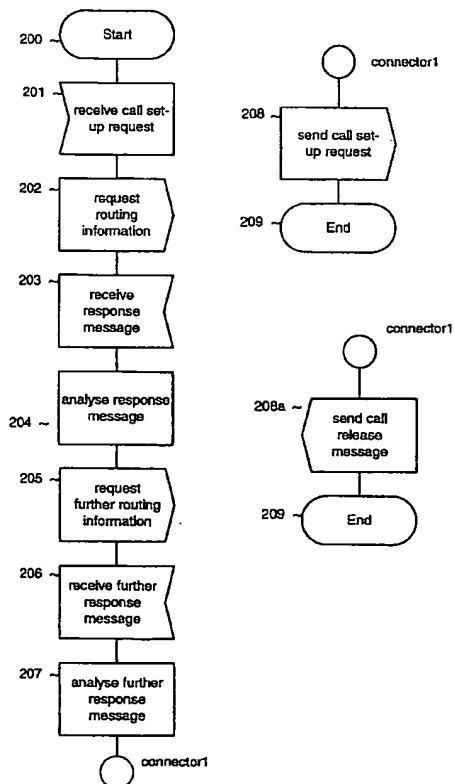 200
Start
201
receive call set-
up request
202
request
routing
information
203
receive
response
message
204
analyse response
message
205
request
further routing
information
206
receive further
response
message
207
analyse further
response
message
connector1
connector1
208
send call set-
up request
209
End
connector1
208a
send call
release
message
209
End